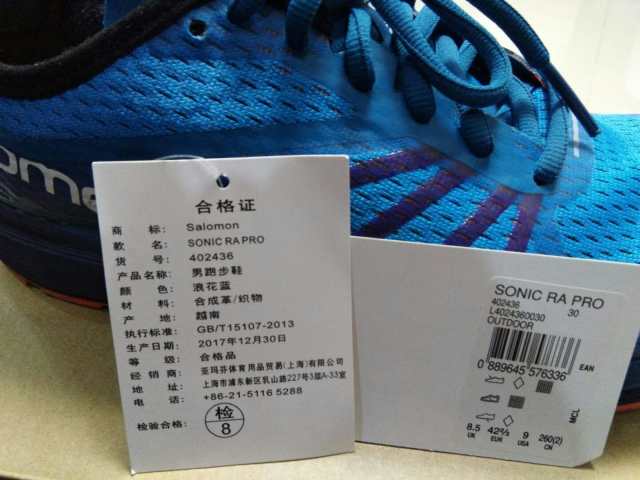 ome
合格证
商 标: Salomon
款 名: SONIC RA PRO
货 号: 402436
产品名称: 男跑步鞋
颜 色: 浪花蓝
材 料: 合成革/织物
产 地: 越南
执行标准: GB/T15107-2013
生产日期: 2017年12月30日
等 级: 合格品
经 销 商: 亚玛芬体育用品贸易(上海)有限公司
地 址: 上海市浦东新区乳山路227号3层A-33室
电 话: +86-21-5116 5288
检验合格: 检 8
SONIC RA PRO
402436 30
L4024360030
OUTDOOR
EAN
0 889645 576336
MCL
8.5 42⅔ 9 260(2)
UK EUR USA CN